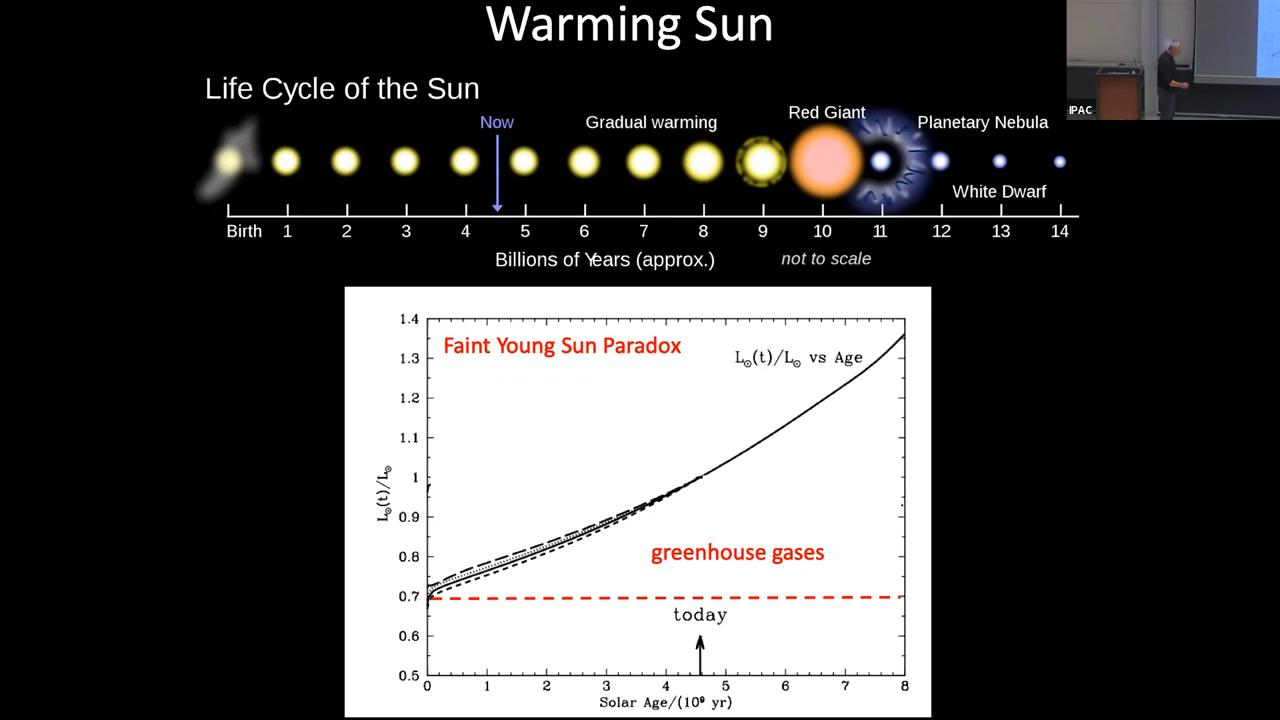 Warming Sun
IPAC
Life Cycle of the Sun
Now
Gradual warming
Red Giant
Planetary Nebula
White Dwarf
Birth 1 2 3 4 5 6 7 8 9 10 11 12 13 14
Billions of Years (approx.)
not to scale
Faint Young Sun Paradox
L☉(t)/L☉ vs Age
1.4
1.3
1.2
1.1
1
0.9
0.8
0.7
0.6
0.5
L☉(t)/L☉
greenhouse gases
today
0 1 2 3 4 5 6 7 8
Solar Age/(10⁹ yr)